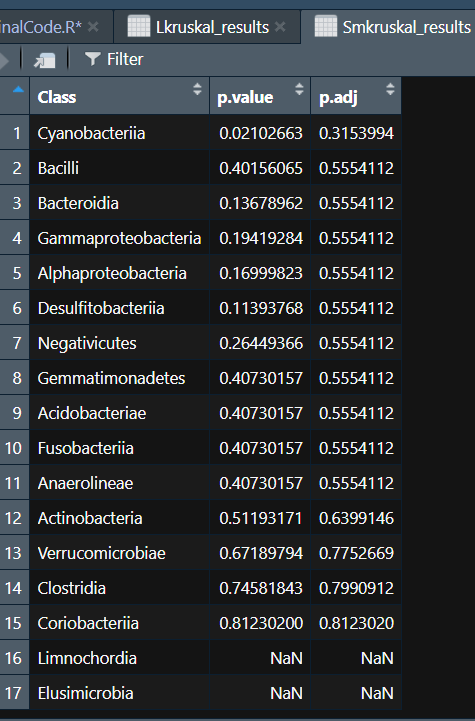 inalCode.R* × Lkruskal_results × Smkruskal_results
Filter
Class p.value p.adj
1 Cyanobacteriia 0.02102663 0.3153994
2 Bacilli 0.40156065 0.5554112
3 Bacteroidia 0.13678962 0.5554112
4 Gammaproteobacteria 0.19419284 0.5554112
5 Alphaproteobacteria 0.16999823 0.5554112
6 Desulfitobacteriia 0.11393768 0.5554112
7 Negativicutes 0.26449366 0.5554112
8 Gemmatimonadetes 0.40730157 0.5554112
9 Acidobacteriae 0.40730157 0.5554112
10 Fusobacteriia 0.40730157 0.5554112
11 Anaerolineae 0.40730157 0.5554112
12 Actinobacteria 0.51193171 0.6399146
13 Verrucomicrobiae 0.67189794 0.7752669
14 Clostridia 0.74581843 0.7990912
15 Coriobacteriia 0.81230200 0.8123020
16 Limnochordia NaN NaN
17 Elusimicrobia NaN NaN